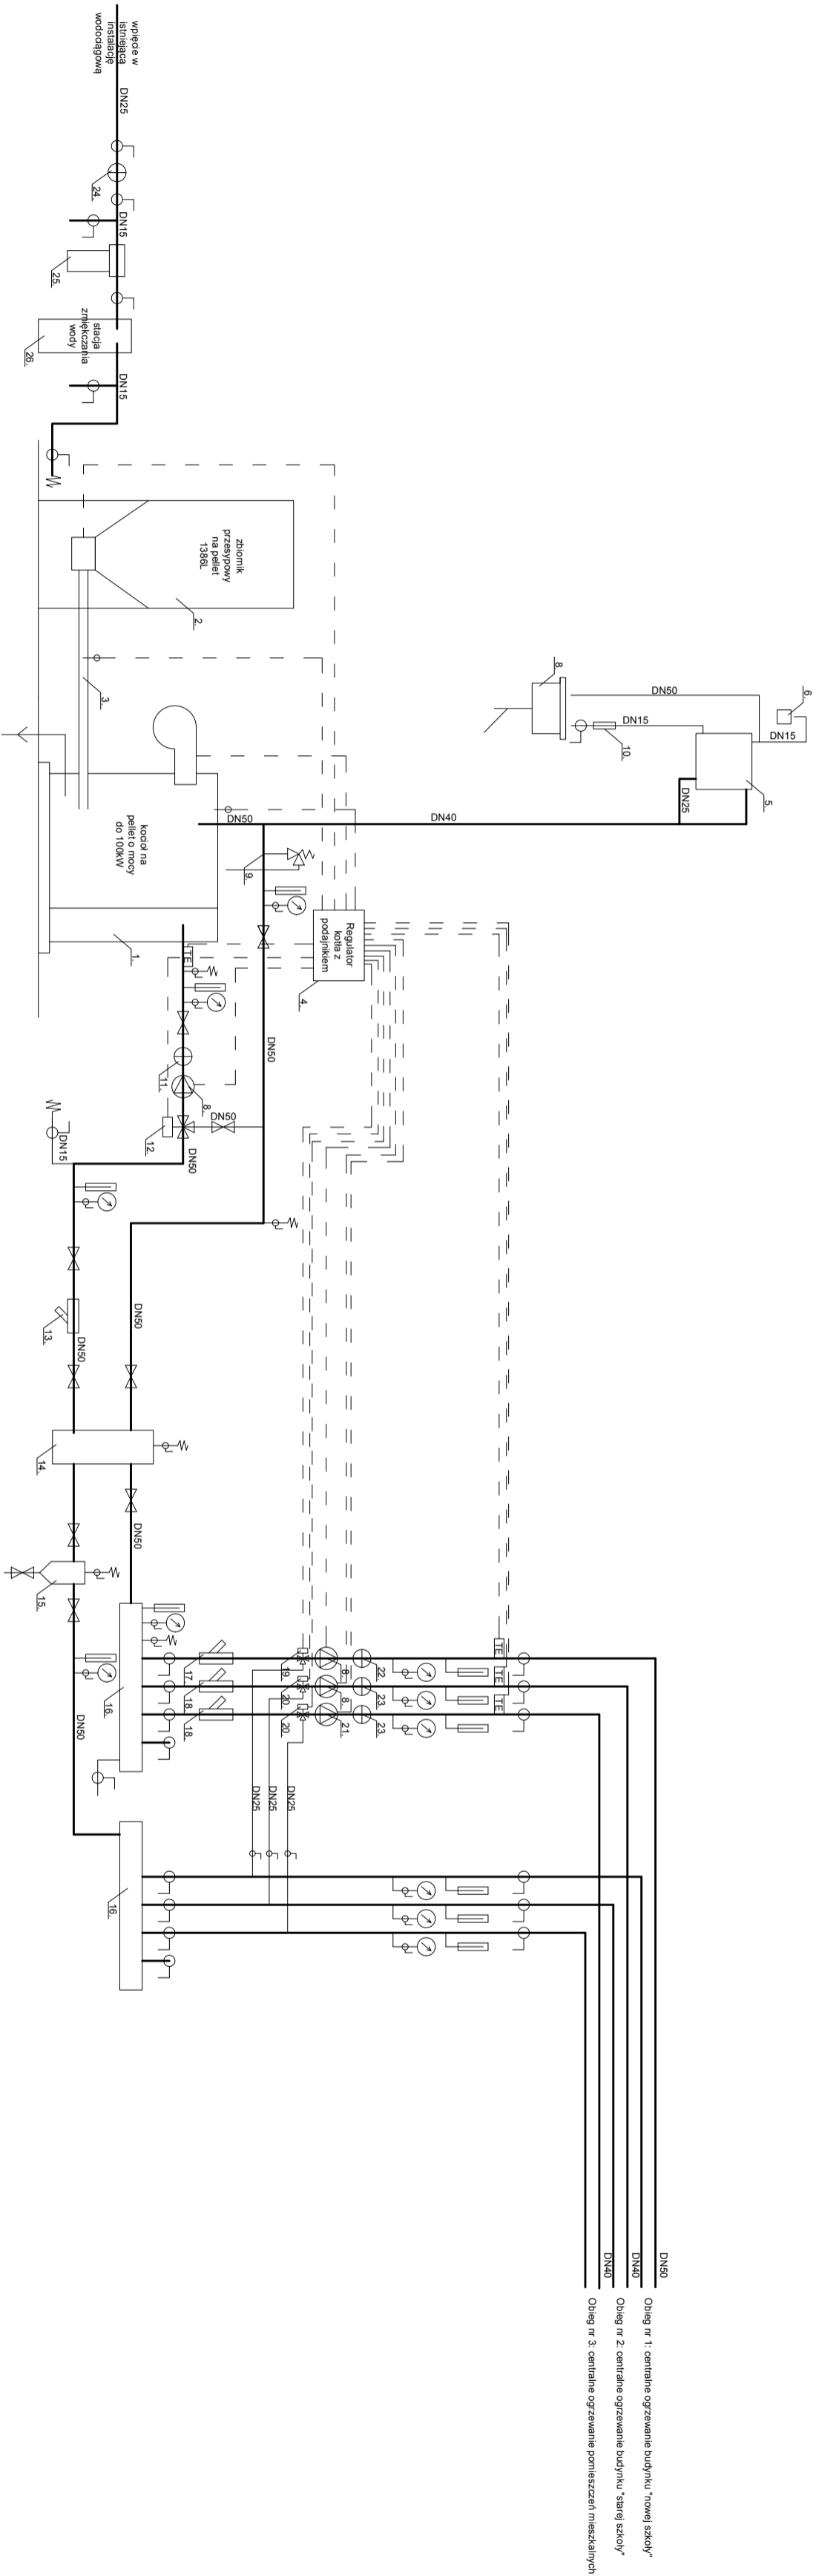 wpięcie w
istniejącą
instalację
wodociągową
DN25
24.
DN15
25.
stacja
zmiękczania
wody
26.
DN15
zbiornik
przesypowy
na pellet
1386L
2.
3.
kocioł na
pellet o mocy
do 100kW
1.
8.
DN50
10.
DN15
6.
DN15
5.
DN25
DN40
DN50
9.
Regulator
kotła z
podajnikiem
4.
TE
11.
8.
12.
DN50
DN50
DN50
DN15
13.
DN50
DN50
14.
DN50
15.
DN50
16.
17.
18.
18.
19.
20.
20.
8.
8.
21.
22.
23.
23.
TE
TE
TE
DN25
DN25
DN25
16.
DN50
DN40
DN40
Obieg nr 1: centralne ogrzewanie budynku "nowej szkoły"
Obieg nr 2: centralne ogrzewanie budynku "starej szkoły"
Obieg nr 3: centralne ogrzewanie pomieszczeń mieszkalnych